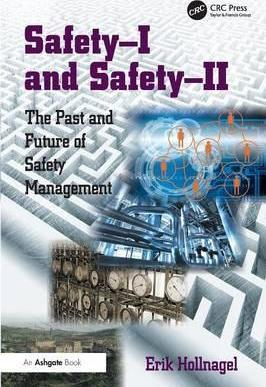 CRC
CRC Press
Taylor & Francis Group
Safety–I
and Safety–II
The Past and
Future of
Safety
Management
An Ashgate Book
Erik Hollnagel